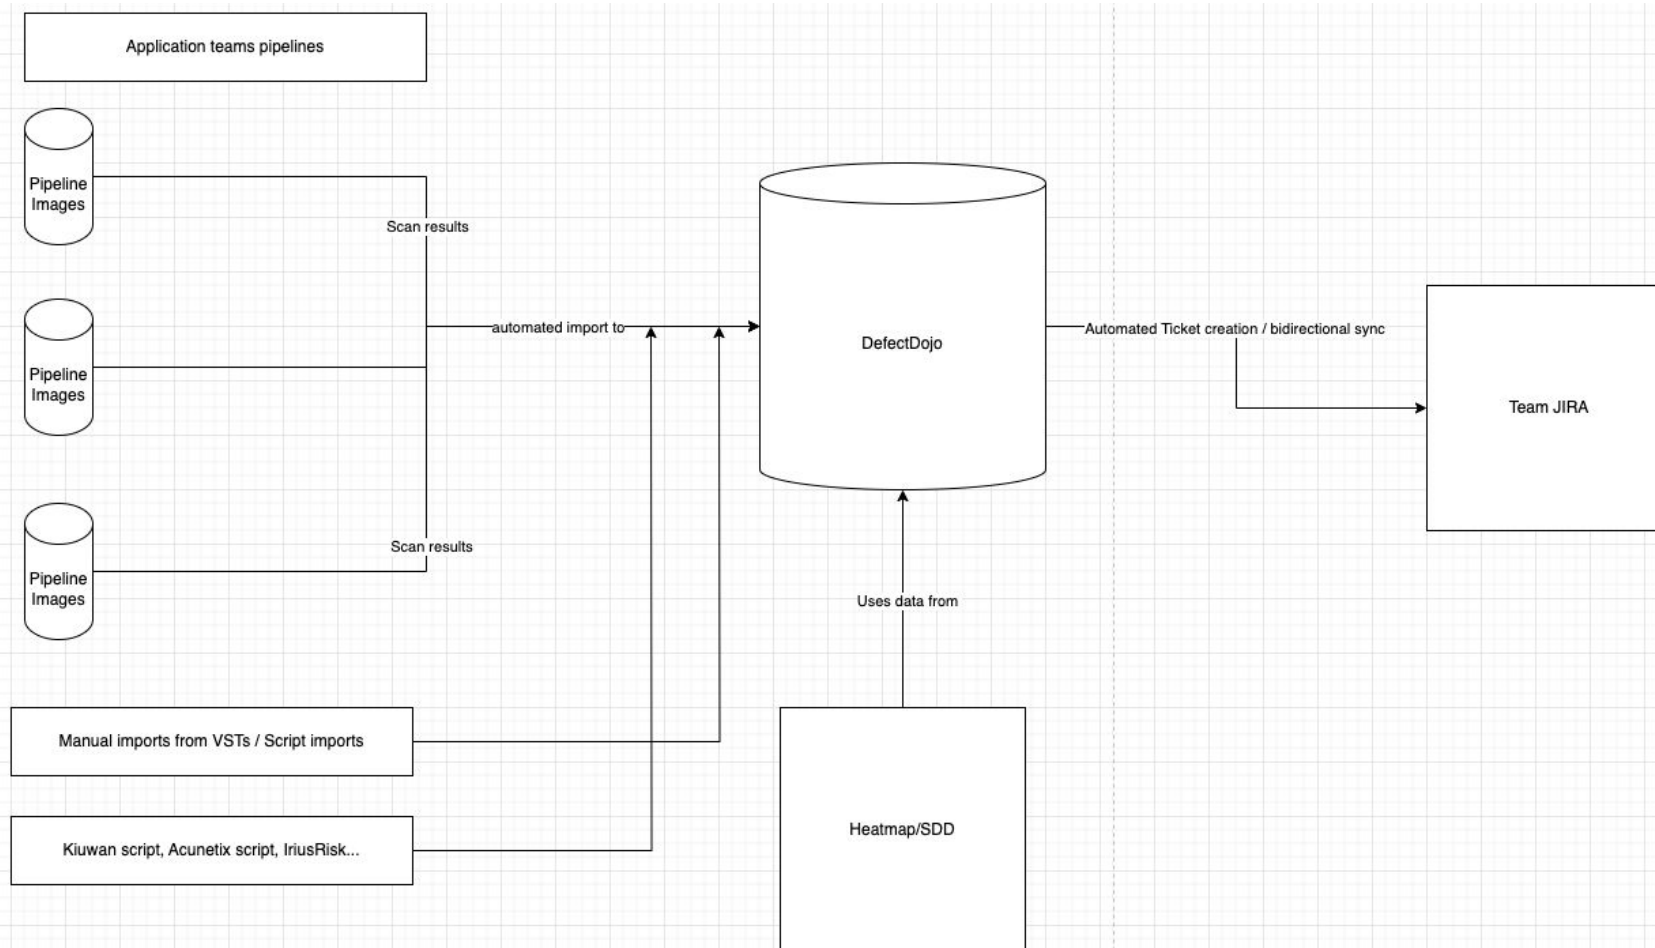 Application teams pipelines
Pipeline
Images
Scan results
automated import to
DefectDojo
Automated Ticket creation / bidirectional sync
Pipeline
Images
Team JIRA
Scan results
Pipeline
Images
Uses data from
Manual imports from VSTs / Script imports
Heatmap/SDD
Kiuwan script, Acunetix script, IriusRisk...